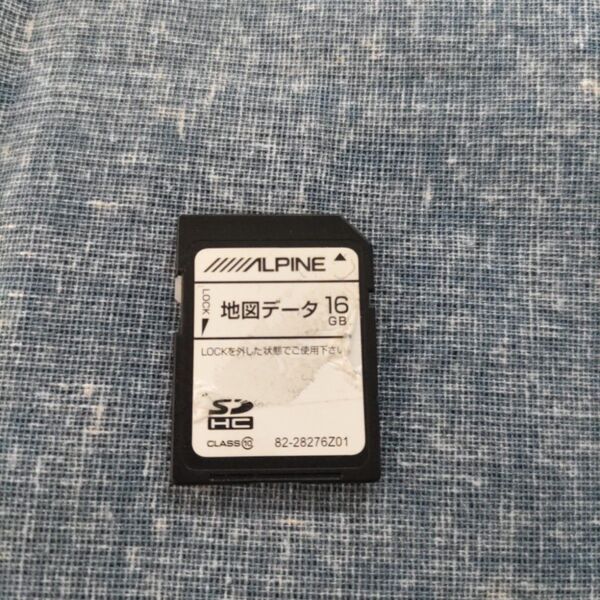 ALPINE
LOCK
地図データ 16
GB
LOCKを外した状態でご使用下さい
SD
HC
CLASS⑩ 82-28276Z01